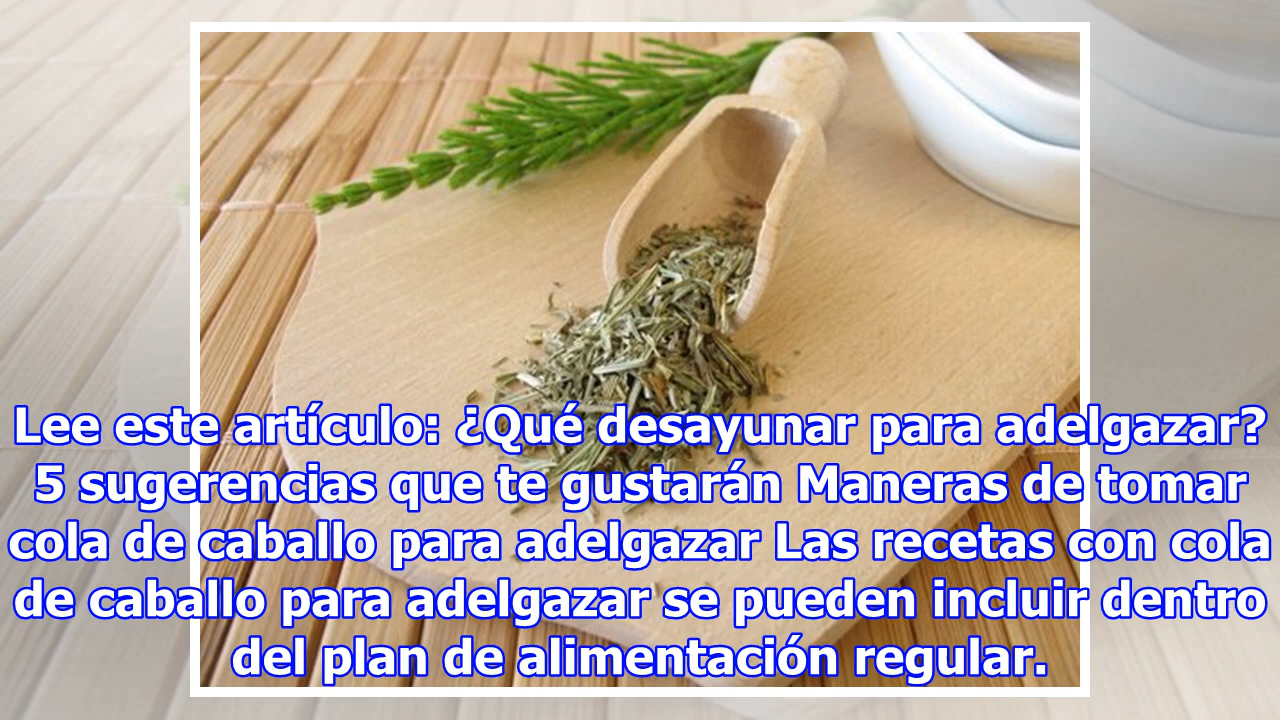 Lee este artículo: ¿Qué desayunar para adelgazar?
5 sugerencias que te gustarán Maneras de tomar
cola de caballo para adelgazar Las recetas con cola
de caballo para adelgazar se pueden incluir dentro
del plan de alimentación regular.